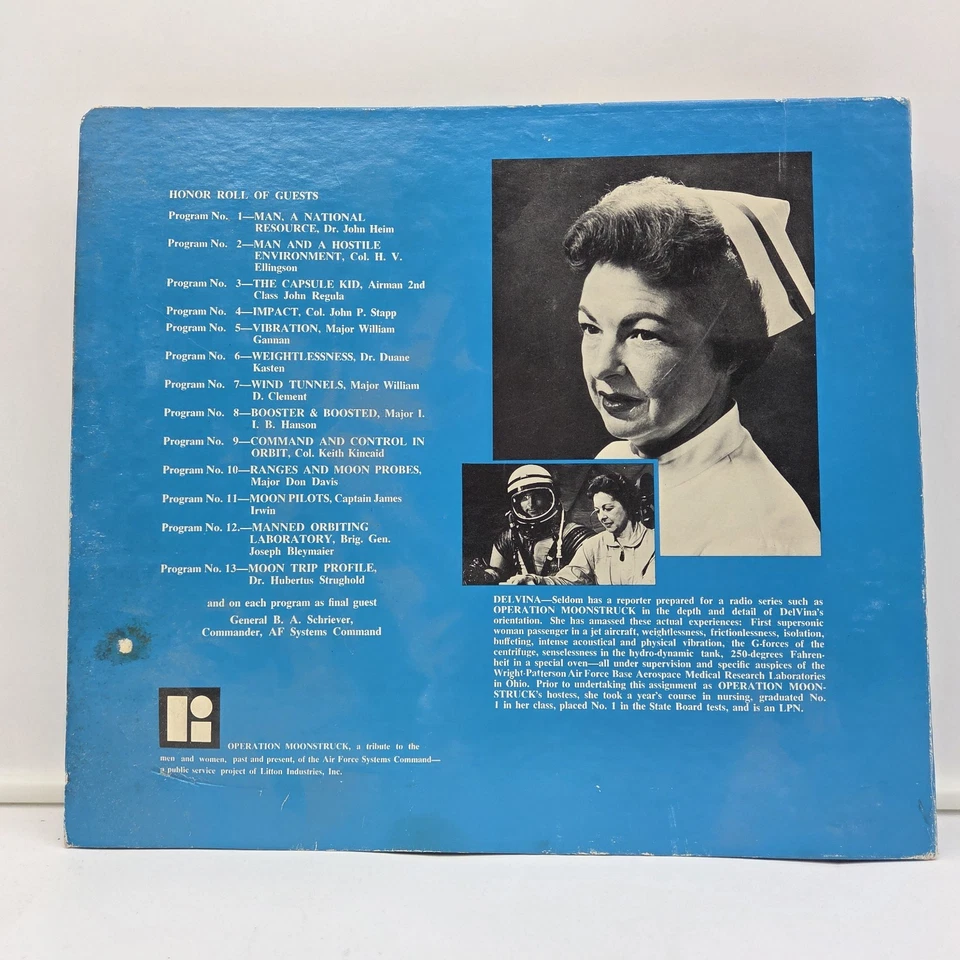 HONOR ROLL OF GUESTS
Program No. 1—MAN, A NATIONAL
RESOURCE, Dr. John Heim
Program No. 2—MAN AND A HOSTILE
ENVIRONMENT, Col. H. V.
Ellingson
Program No. 3—THE CAPSULE KID, Airman 2nd
Class John Regula
Program No. 4—IMPACT, Col. John P. Stapp
Program No. 5—VIBRATION, Major William
Gannan
Program No. 6—WEIGHTLESSNESS, Dr. Duane
Kasten
Program No. 7—WIND TUNNELS, Major William
D. Clement
Program No. 8—BOOSTER & BOOSTED, Major I.
I. B. Hanson
Program No. 9—COMMAND AND CONTROL IN
ORBIT, Col. Keith Kincaid
Program No. 10—RANGES AND MOON PROBES,
Major Don Davis
Program No. 11—MOON PILOTS, Captain James
Irwin
Program No. 12.—MANNED ORBITING
LABORATORY, Brig. Gen.
Joseph Bleymaier
Program No. 13—MOON TRIP PROFILE,
Dr. Hubertus Strughold
and on each program as final guest
General B. A. Schriever,
Commander, AF Systems Command
OPERATION MOONSTRUCK, a tribute to the
men and women, past and present, of the Air Force Systems Command—
a public service project of Litton Industries, Inc.
DELVINA—Seldom has a reporter prepared for a radio series such as
OPERATION MOONSTRUCK in the depth and detail of DelVina's
orientation. She has amassed these actual experiences: First supersonic
woman passenger in a jet aircraft, weightlessness, frictionlessness, isolation,
buffeting, intense acoustical and physical vibration, the G-forces of the
centrifuge, senselessness in the hydro-dynamic tank, 250-degrees Fahren-
heit in a special oven—all under supervision and specific auspices of the
Wright-Patterson Air Force Base Aerospace Medical Research Laboratories
in Ohio. Prior to undertaking this assignment as OPERATION MOON-
STRUCK's hostess, she took a year's course in nursing, graduated No.
1 in her class, placed No. 1 in the State Board tests, and is an LPN.